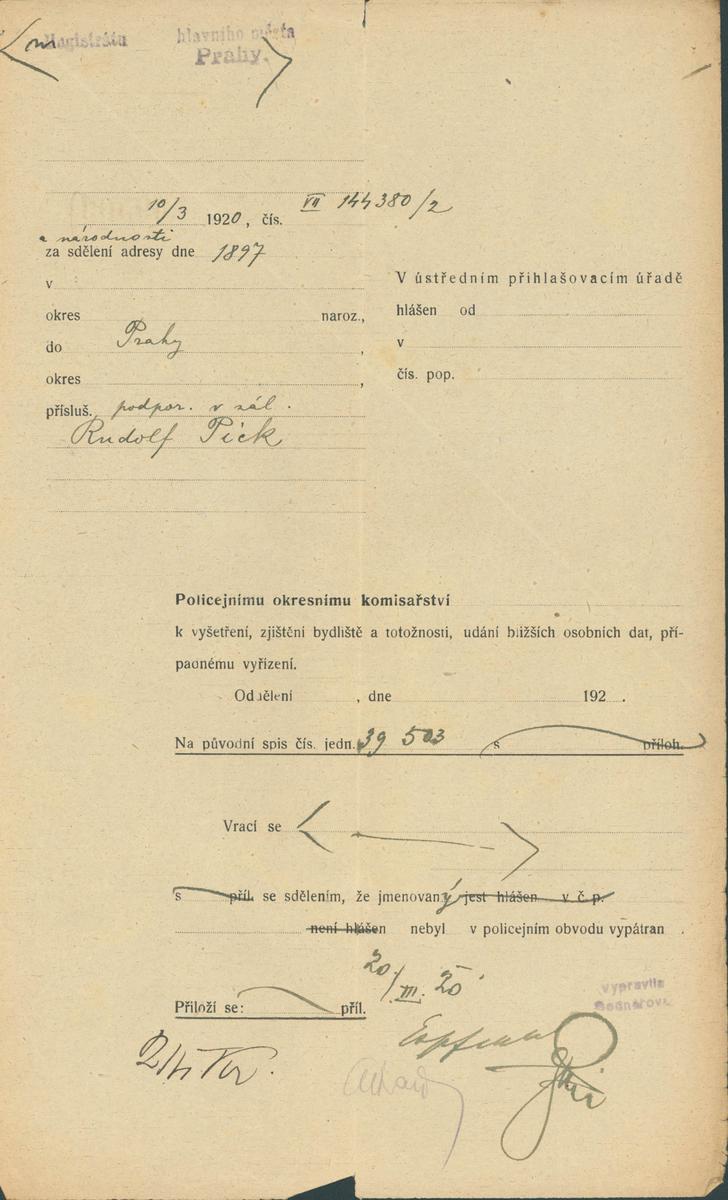 Magistrátu hlavního města
Prahy.
10/3 1920, čís. VII 144380/2
a národnosti
za sdělení adresy dne 1897
v
okres naroz.,
do Prahy ,
okres ,
přísluš. podpor. v zál.
Rudolf Pick
V ústředním přihlašovacím úřadě
hlášen od
v
čís. pop.
Policejnímu okresnímu komisařství
k vyšetření, zjištění bydliště a totožnosti, udání bližších osobních dat, pří-
padnému vyřízení.
Oddělení , dne 192 .
Na původní spis čís. jedn. 39 503 s příloh.
Vrací se
s příl. se sdělením, že jmenovaný jest hlášen v č. p.
není hlášen nebyl v policejním obvodu vypátrán .
20/III. 20
vypravila
Přiloží se: příl.